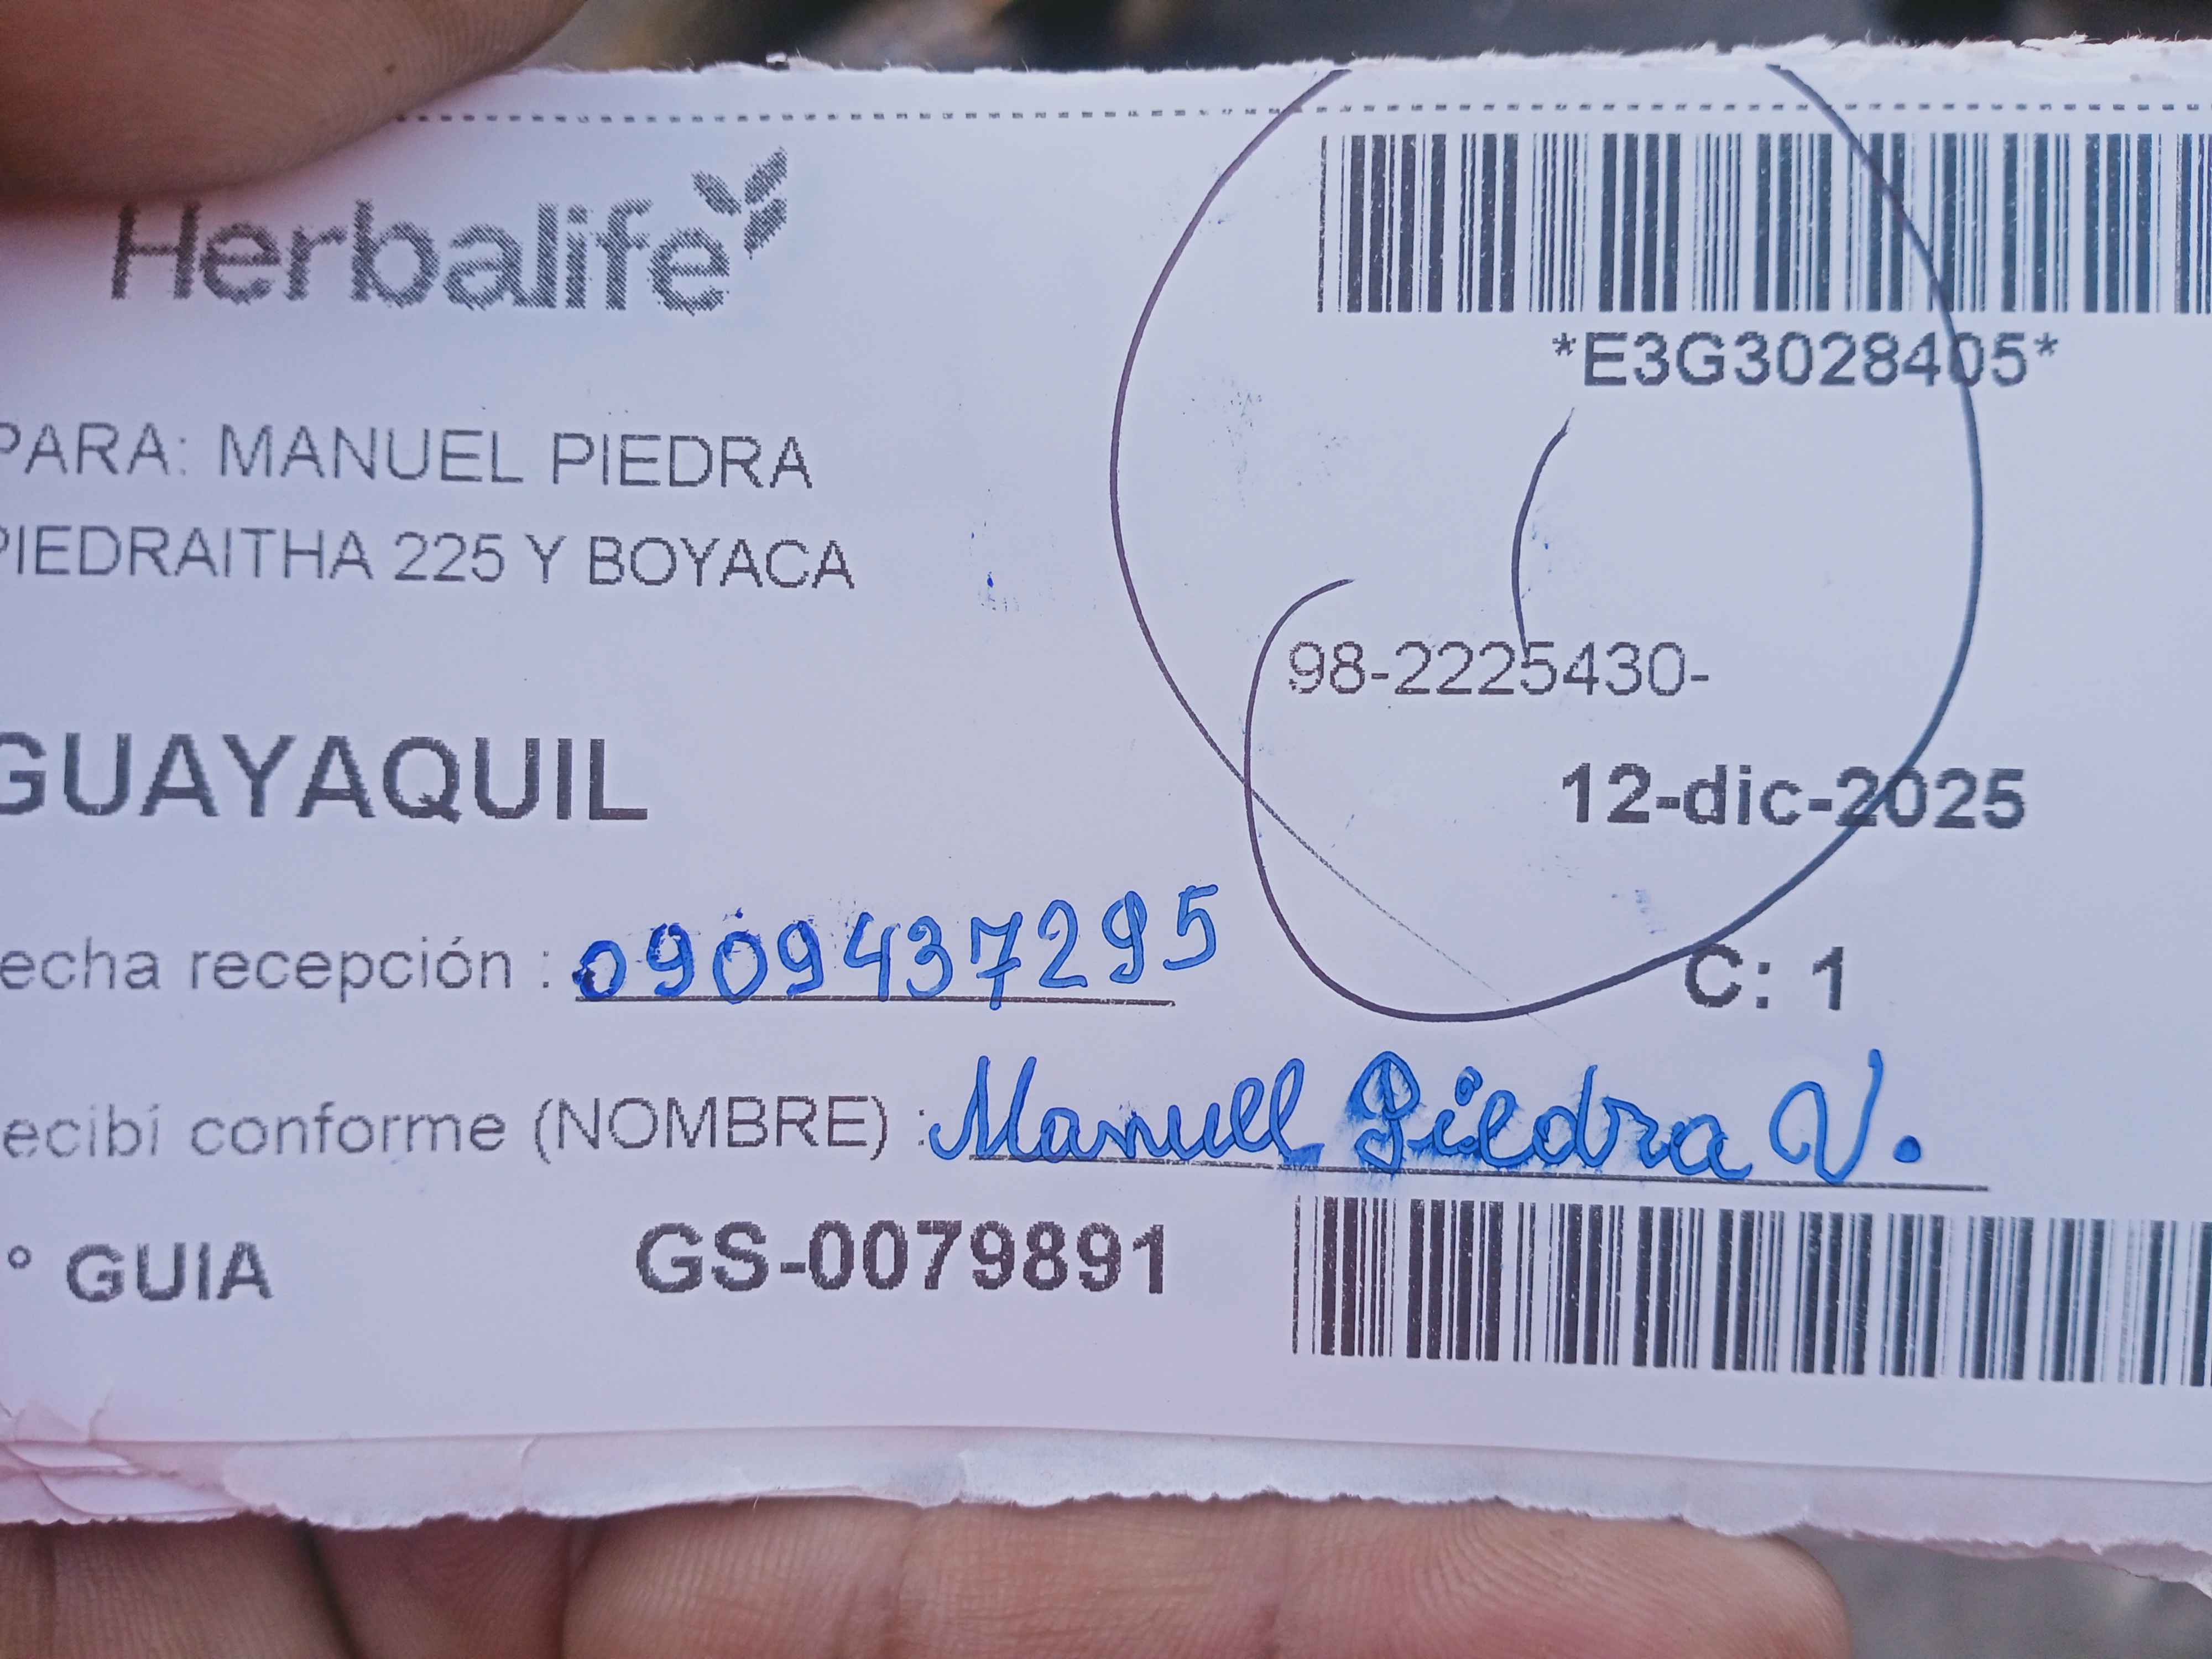 Herbalife
*E3G3028405*
PARA: MANUEL PIEDRA
PIEDRAITHA 225 Y BOYACA
98-2225430-
GUAYAQUIL
12-dic-2025
echa recepción : 0909437295
C: 1
ecibí conforme (NOMBRE) : Manuel Piedra V.
° GUIA GS-0079891